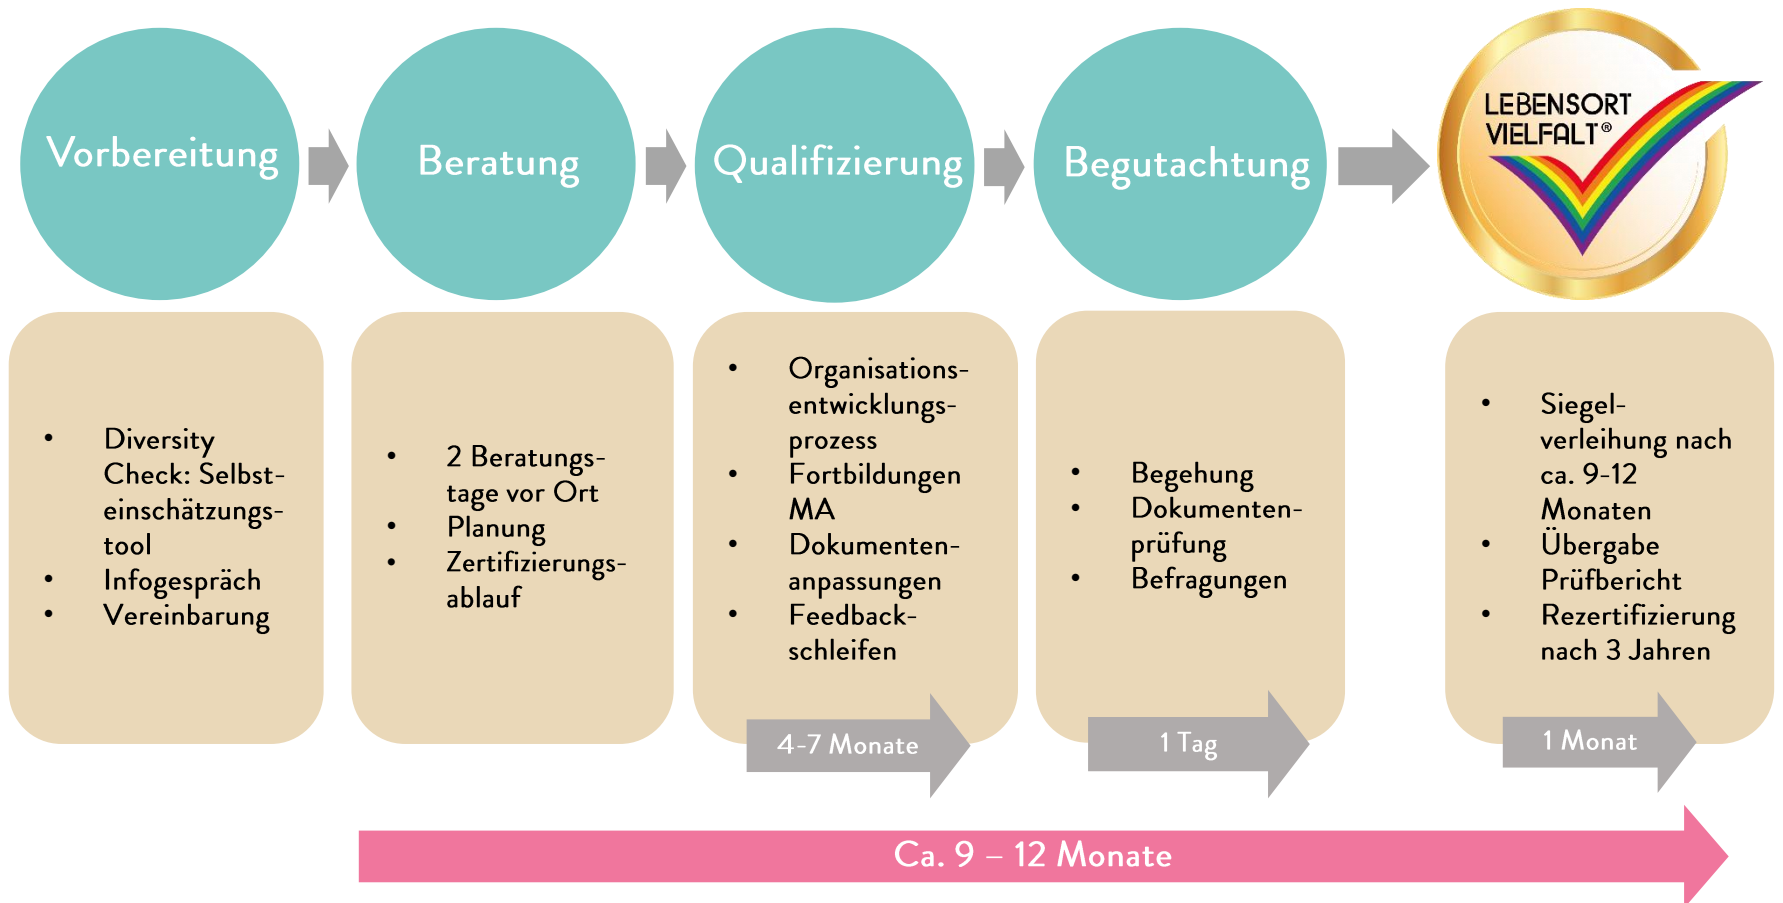 Vorbereitung
Beratung
Qualifizierung
Begutachtung
LEBENSORT
VIELFALT®
• Diversity
Check: Selbst-
einschätzungs-
tool
• Infogespräch
• Vereinbarung
• 2 Beratungs-
tage vor Ort
• Planung
• Zertifizierungs-
ablauf
• Organisations-
entwicklungs-
prozess
• Fortbildungen
MA
• Dokumenten-
anpassungen
• Feedback-
schleifen
4-7 Monate
• Begehung
• Dokumenten-
prüfung
• Befragungen
1 Tag
• Siegel-
verleihung nach
ca. 9-12
Monaten
• Übergabe
Prüfbericht
• Rezertifizierung
nach 3 Jahren
1 Monat
Ca. 9 – 12 Monate